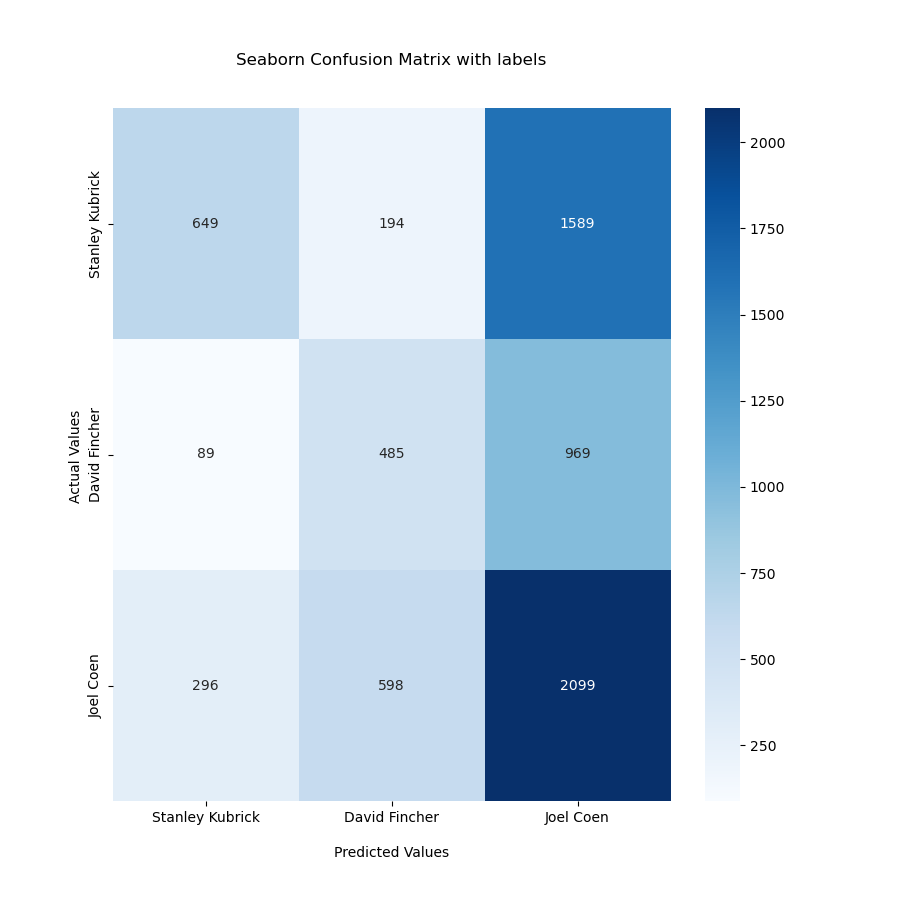 Seaborn Confusion Matrix with labels
Actual Values
Stanley Kubrick
649 194 1589
David Fincher
89 485 969
Joel Coen
296 598 2099
Stanley Kubrick David Fincher Joel Coen
Predicted Values
2000
1750
1500
1250
1000
750
500
250